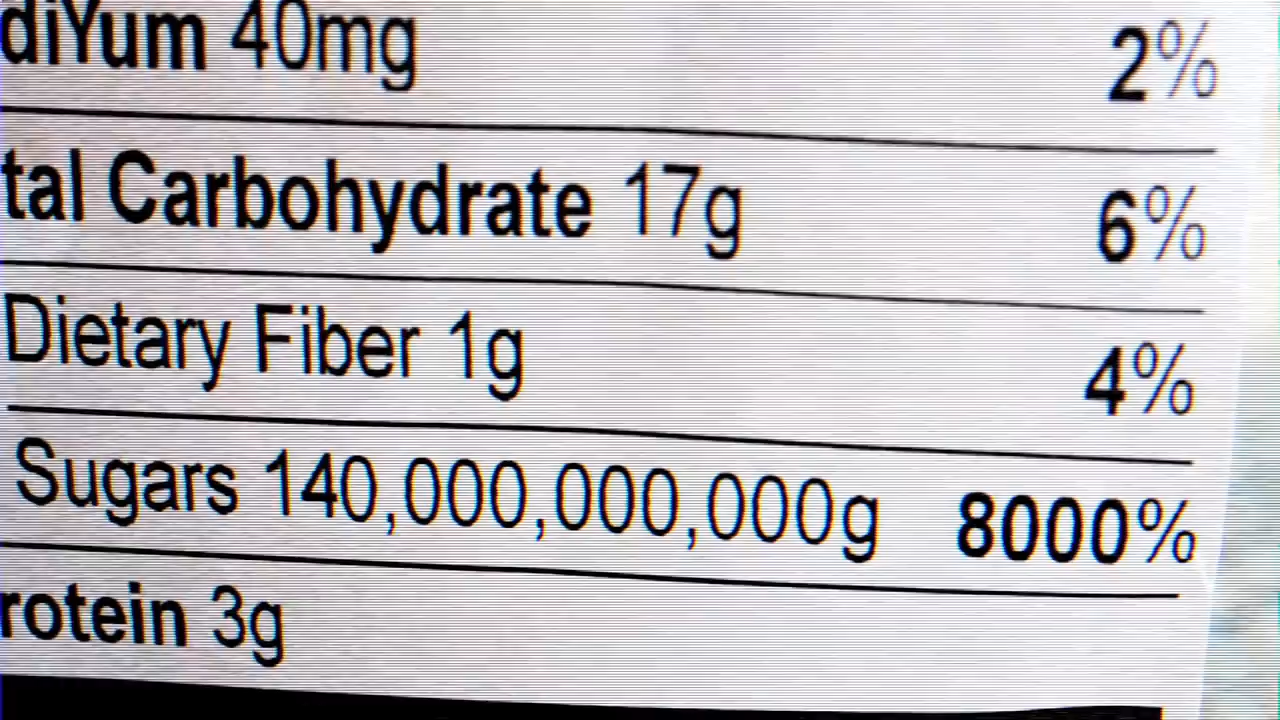 diYum 40mg 2%
tal Carbohydrate 17g 6%
Dietary Fiber 1g 4%
Sugars 140,000,000,000g 8000%
rotein 3g